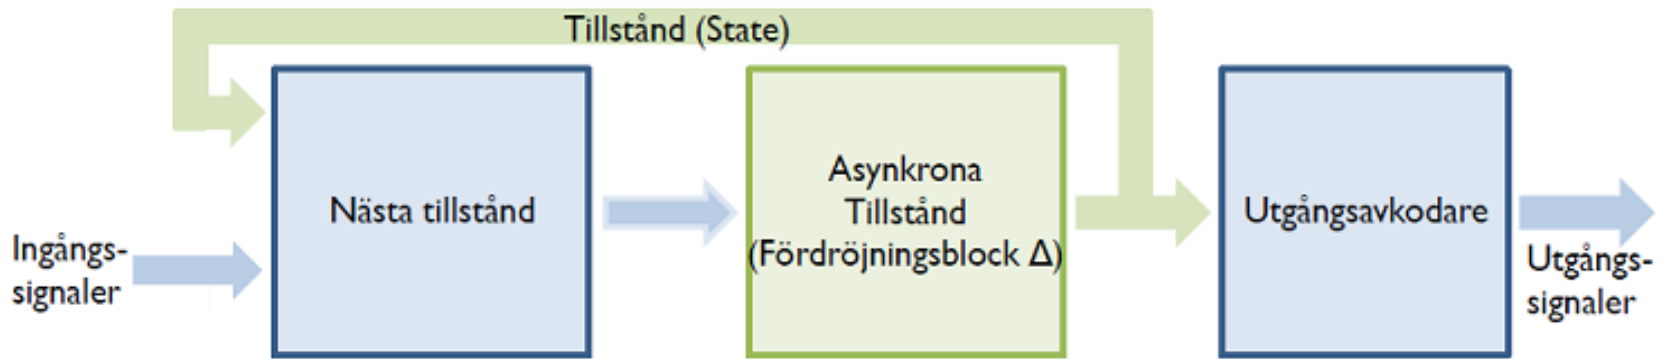 Tillstånd (State)
Nästa tillstånd
Asynkrona
Tillstånd
(Fördröjningsblock Δ)
Utgångsavkodare
Ingångs-
signaler
Utgångs-
signaler